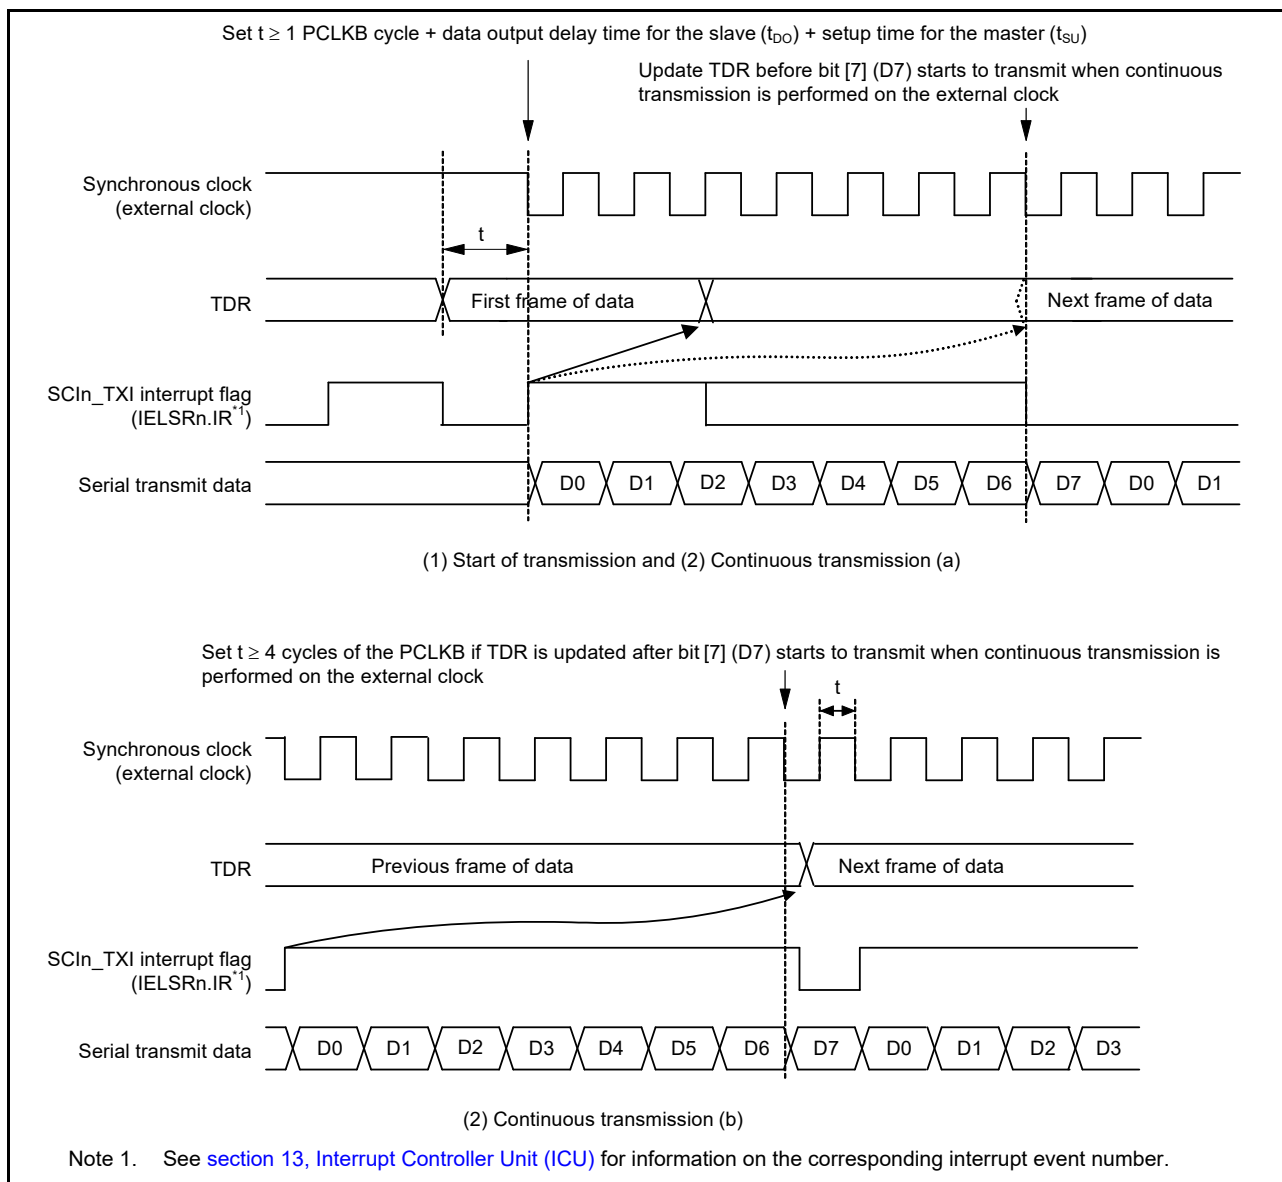 Set t ≥ 1 PCLKB cycle + data output delay time for the slave (tDO) + setup time for the master (tSU)
Update TDR before bit [7] (D7) starts to transmit when continuous
transmission is performed on the external clock
Synchronous clock
(external clock)
t
TDR
First frame of data
Next frame of data
SCIn_TXI interrupt flag
(IELSRn.IR*1)
Serial transmit data
D0 D1 D2 D3 D4 D5 D6 D7 D0 D1
(1) Start of transmission and (2) Continuous transmission (a)
Set t ≥ 4 cycles of the PCLKB if TDR is updated after bit [7] (D7) starts to transmit when continuous transmission is
performed on the external clock
t
Synchronous clock
(external clock)
TDR
Previous frame of data
Next frame of data
SCIn_TXI interrupt flag
(IELSRn.IR*1)
Serial transmit data
D0 D1 D2 D3 D4 D5 D6 D7 D0 D1 D2 D3
(2) Continuous transmission (b)
Note 1. See section 13, Interrupt Controller Unit (ICU) for information on the corresponding interrupt event number.